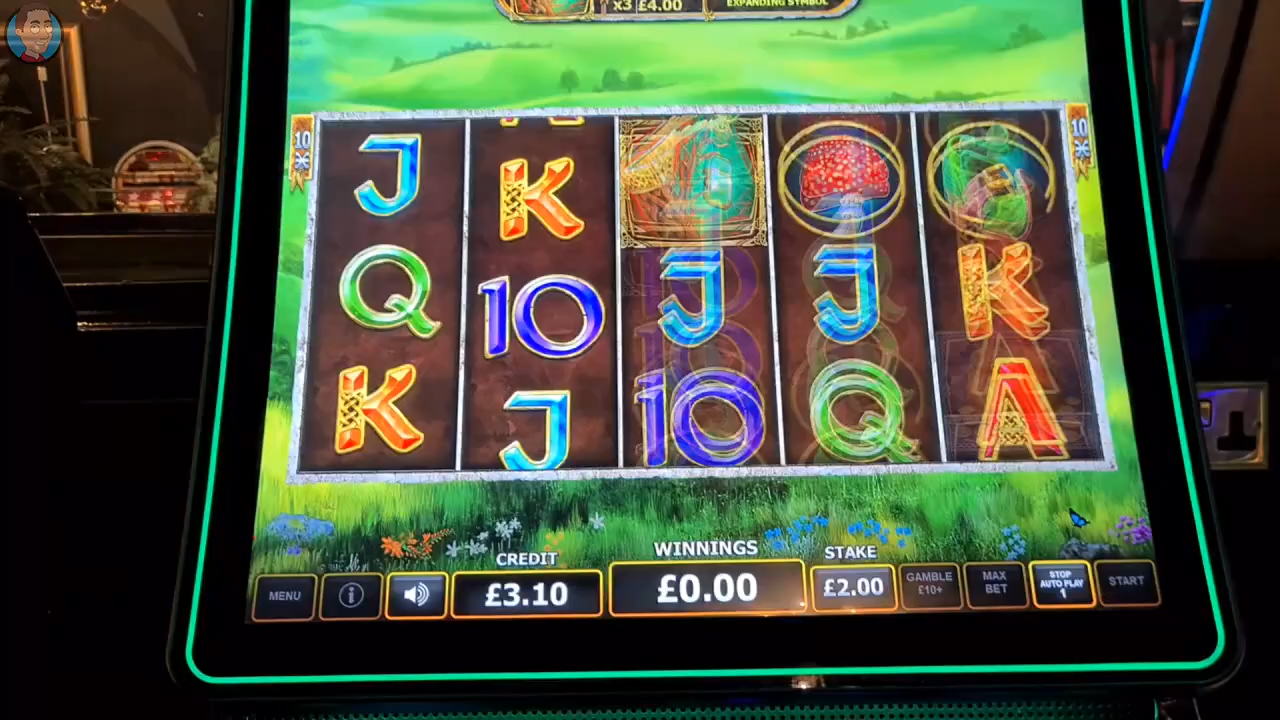 x3 £4.00
EXPANDING SYMBOL
10
10
J
K
Q
10
J
J
K
K
J
10
Q
A
CREDIT
WINNINGS
STAKE
MENU
£3.10
£0.00
£2.00
GAMBLE
£10+
MAX
BET
STOP
AUTO PLAY
1
START